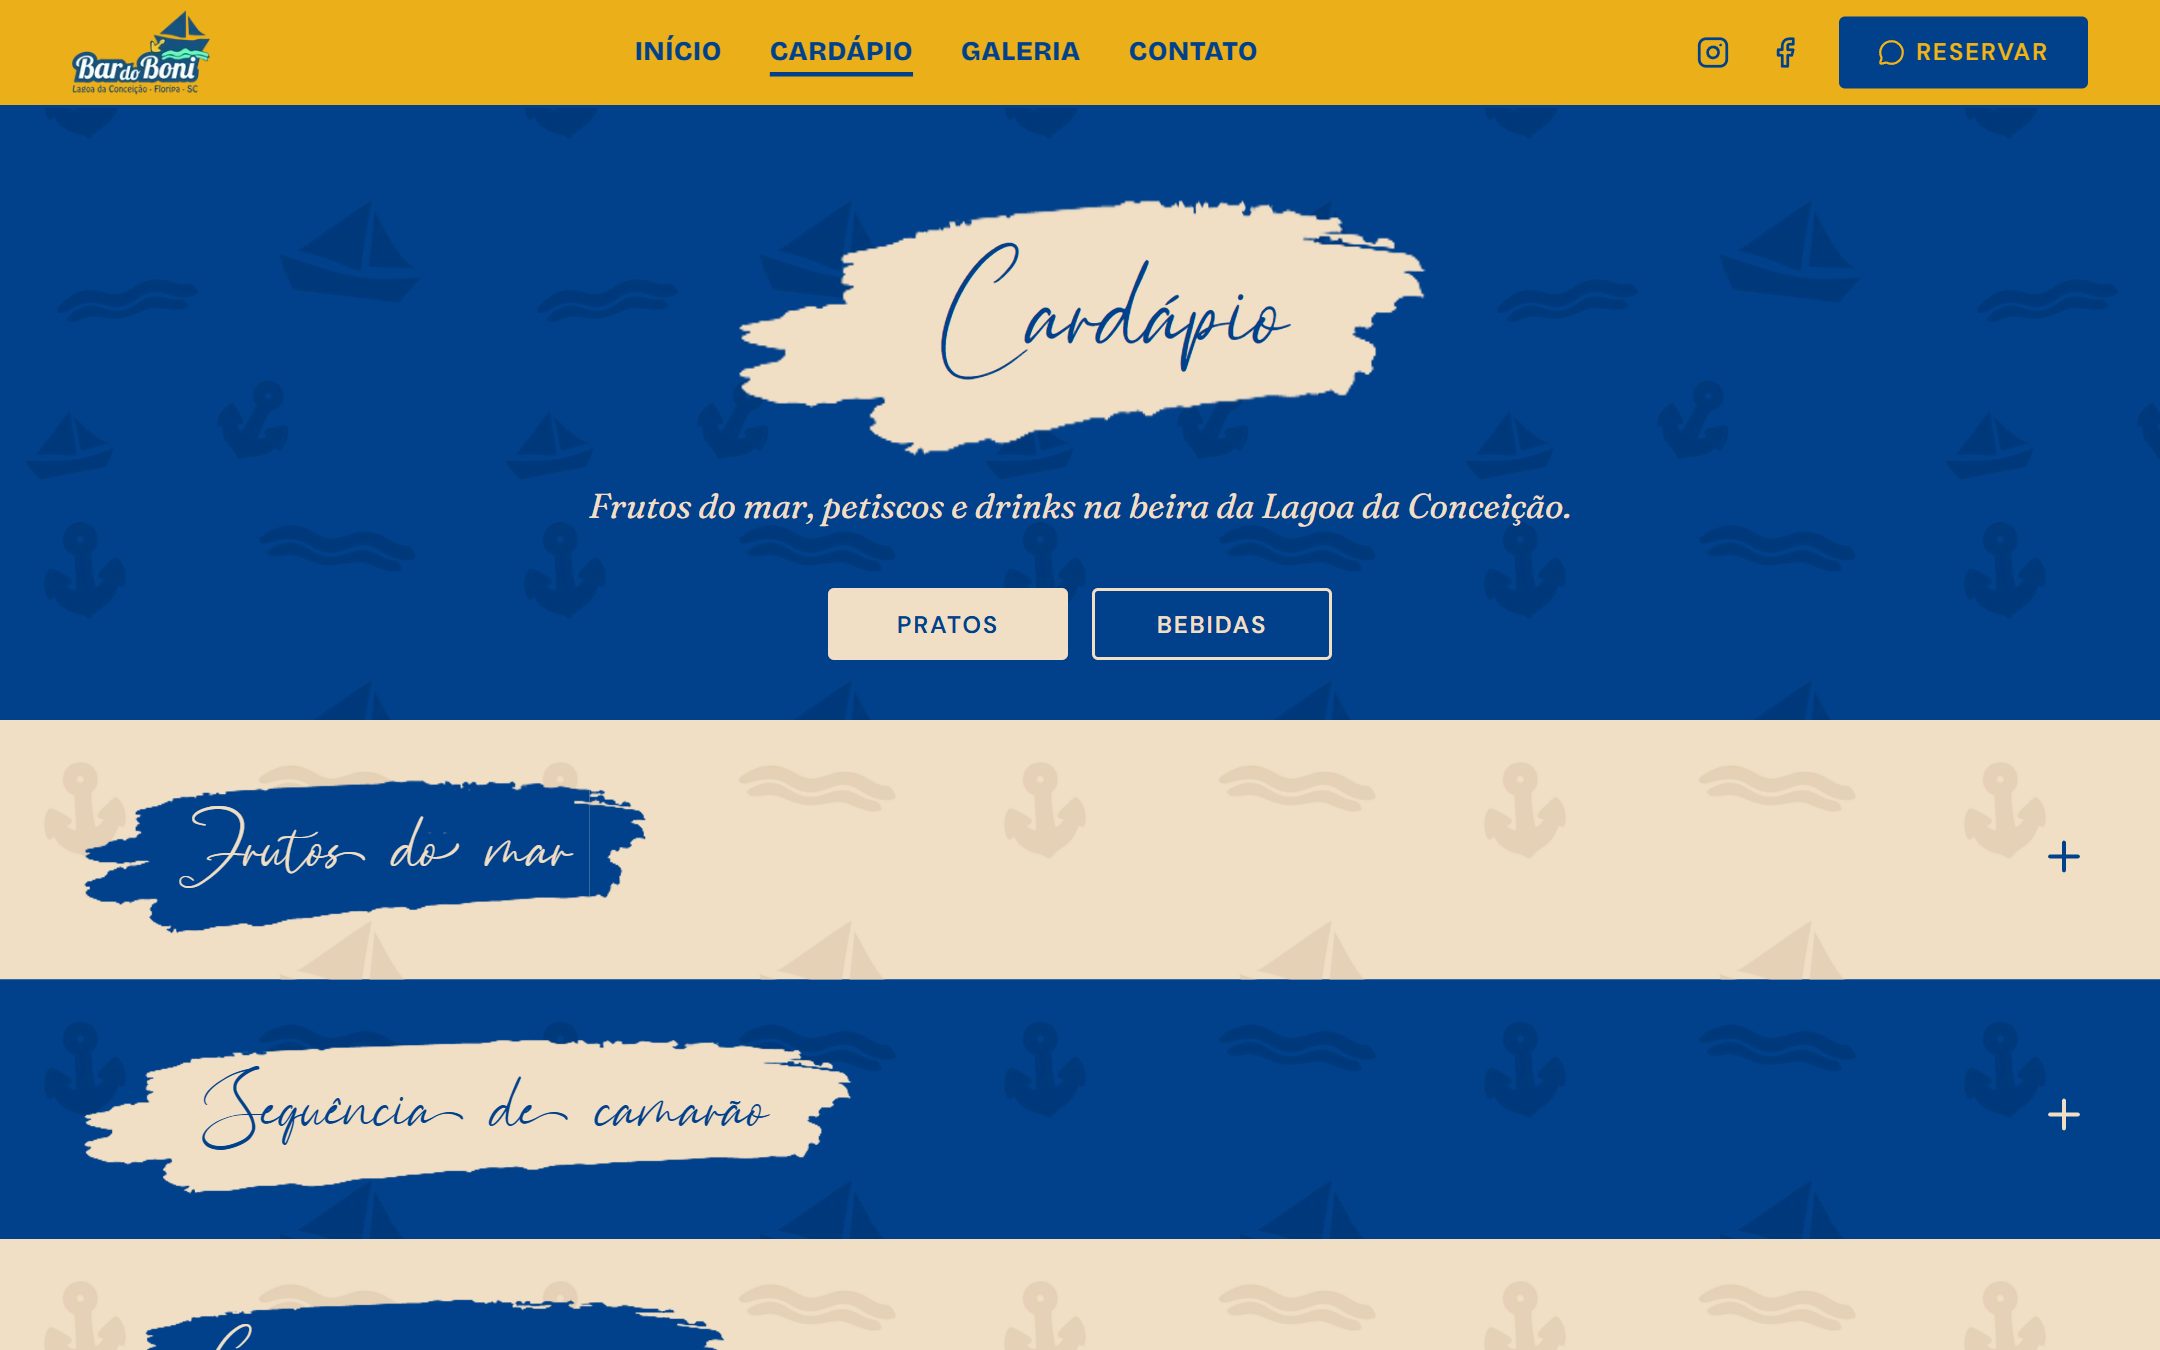 Bar do Boni
Lagoa da Conceição - Floripa - SC
INÍCIO CARDÁPIO GALERIA CONTATO
RESERVAR
Cardápio
Frutos do mar, petiscos e drinks na beira da Lagoa da Conceição.
PRATOS BEBIDAS
Frutos do mar
Sequência de camarão